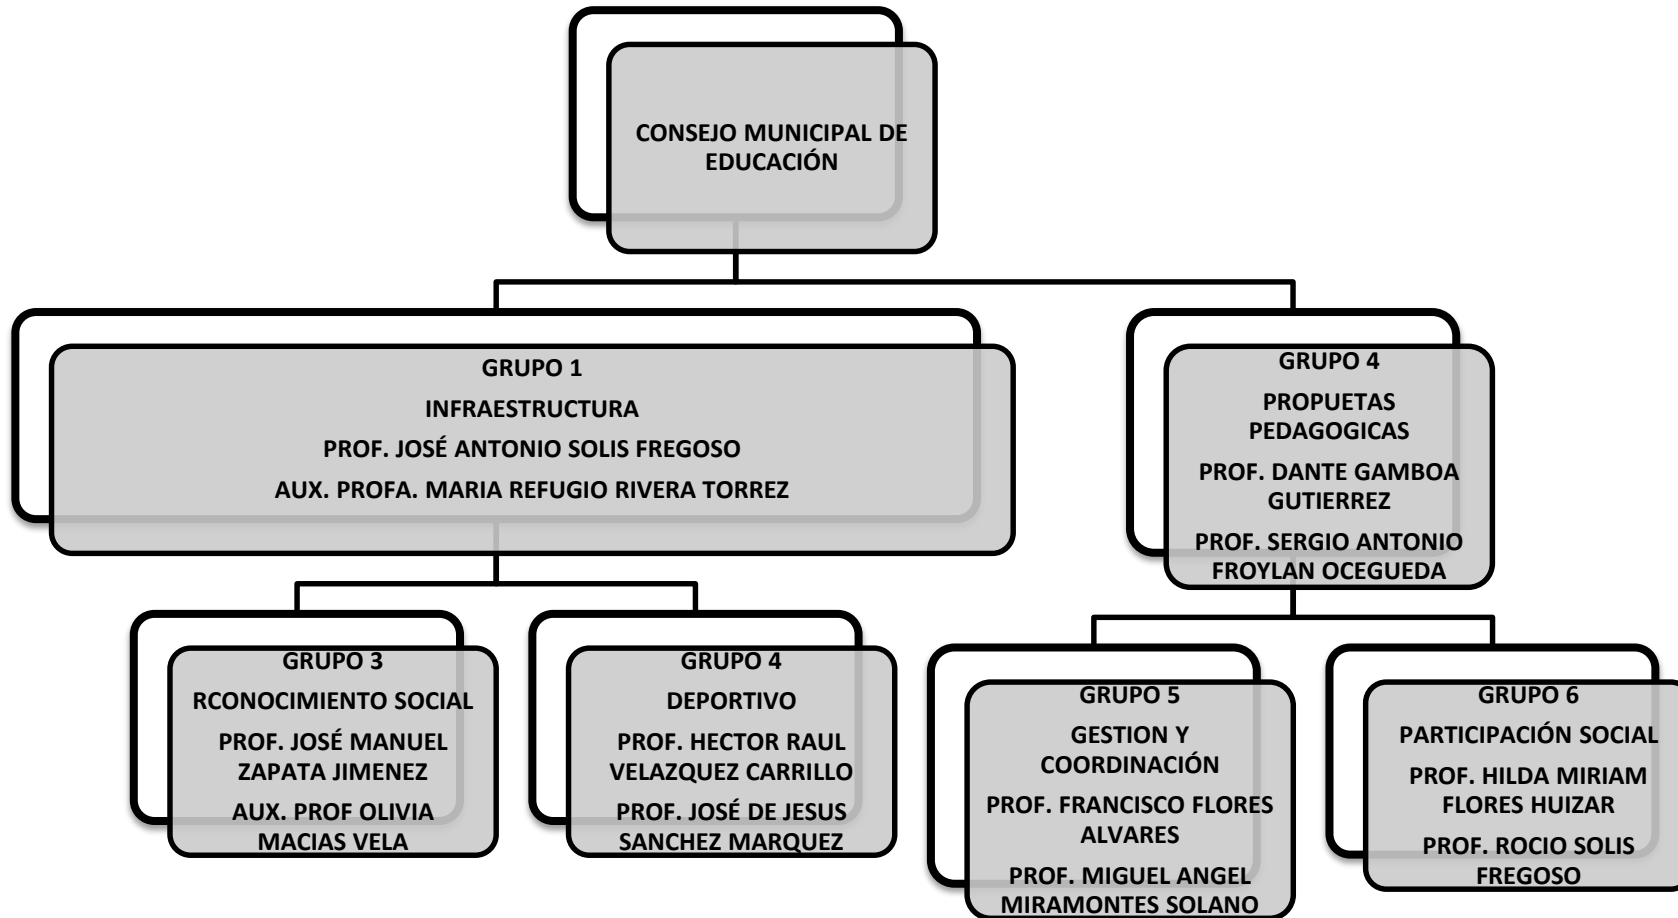 CONSEJO MUNICIPAL DE
EDUCACIÓN
GRUPO 1
INFRAESTRUCTURA
PROF. JOSÉ ANTONIO SOLIS FREGOSO
AUX. PROFA. MARIA REFUGIO RIVERA TORREZ
GRUPO 4
PROPUETAS
PEDAGOGICAS
PROF. DANTE GAMBOA
GUTIERREZ
PROF. SERGIO ANTONIO
FROYLAN OCEGUEDA
GRUPO 3
RCONOCIMIENTO SOCIAL
PROF. JOSÉ MANUEL
ZAPATA JIMENEZ
AUX. PROF OLIVIA
MACIAS VELA
GRUPO 4
DEPORTIVO
PROF. HECTOR RAUL
VELAZQUEZ CARRILLO
PROF. JOSÉ DE JESUS
SANCHEZ MARQUEZ
GRUPO 5
GESTION Y
COORDINACIÓN
PROF. FRANCISCO FLORES
ALVARES
PROF. MIGUEL ANGEL
MIRAMONTES SOLANO
GRUPO 6
PARTICIPACIÓN SOCIAL
PROF. HILDA MIRIAM
FLORES HUIZAR
PROF. ROCIO SOLIS
FREGOSO